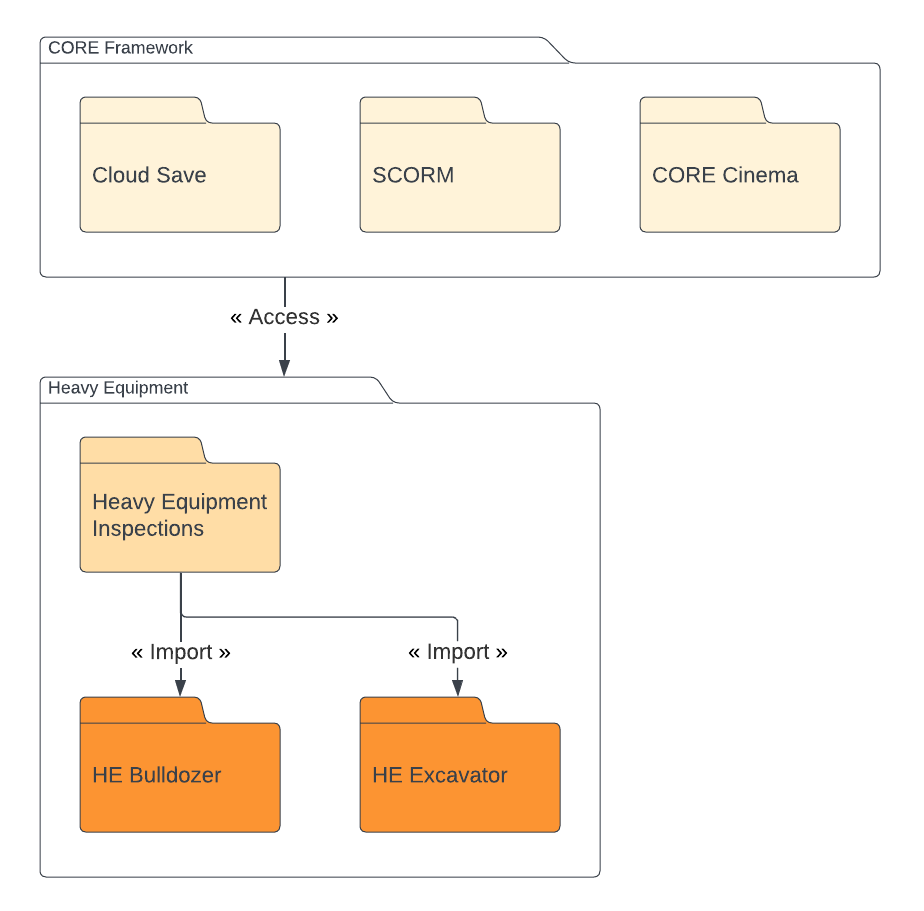 CORE Framework
Cloud Save
SCORM
CORE Cinema
« Access »
Heavy Equipment
Heavy Equipment
Inspections
« Import »
« Import »
HE Bulldozer
HE Excavator